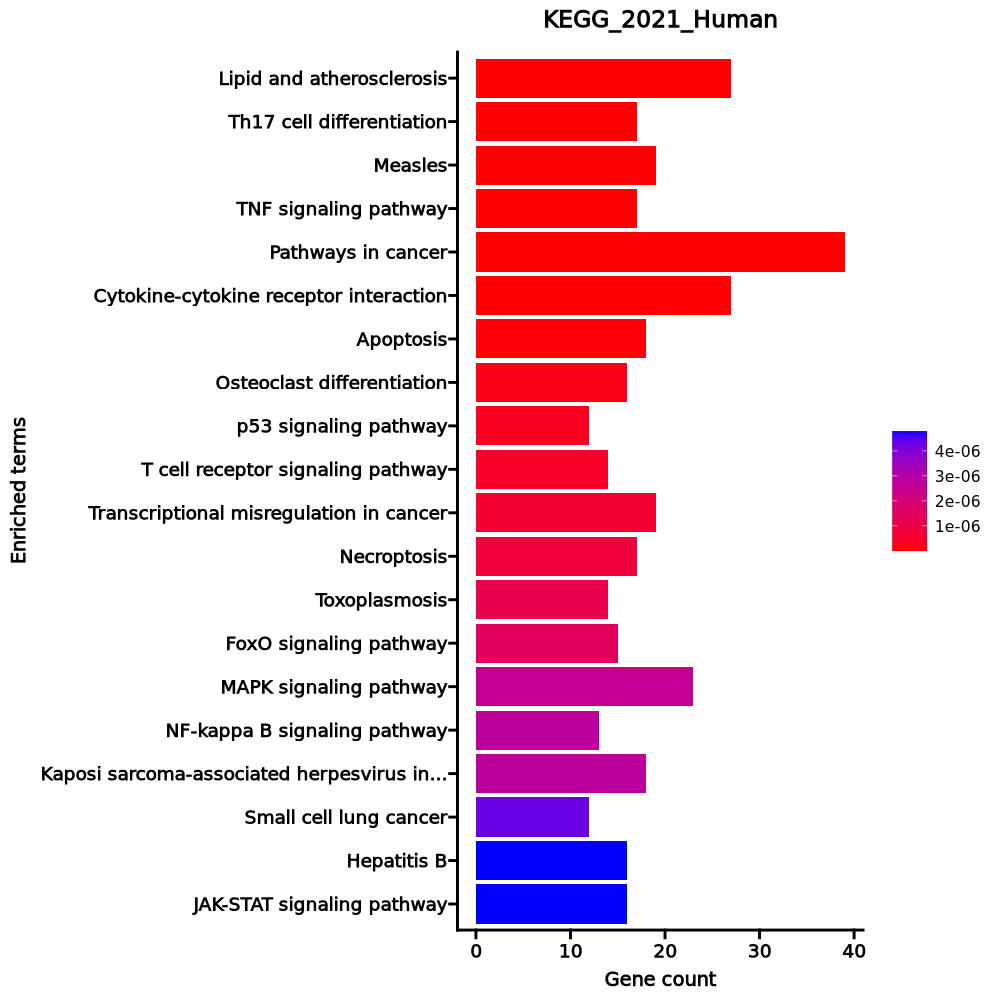 KEGG_2021_Human
Lipid and atherosclerosis
Th17 cell differentiation
Measles
TNF signaling pathway
Pathways in cancer
Cytokine-cytokine receptor interaction
Apoptosis
Osteoclast differentiation
p53 signaling pathway
T cell receptor signaling pathway
Transcriptional misregulation in cancer
Necroptosis
Toxoplasmosis
FoxO signaling pathway
MAPK signaling pathway
NF-kappa B signaling pathway
Kaposi sarcoma-associated herpesvirus in...
Small cell lung cancer
Hepatitis B
JAK-STAT signaling pathway
Enriched terms
0 10 20 30 40
Gene count
4e-06
3e-06
2e-06
1e-06